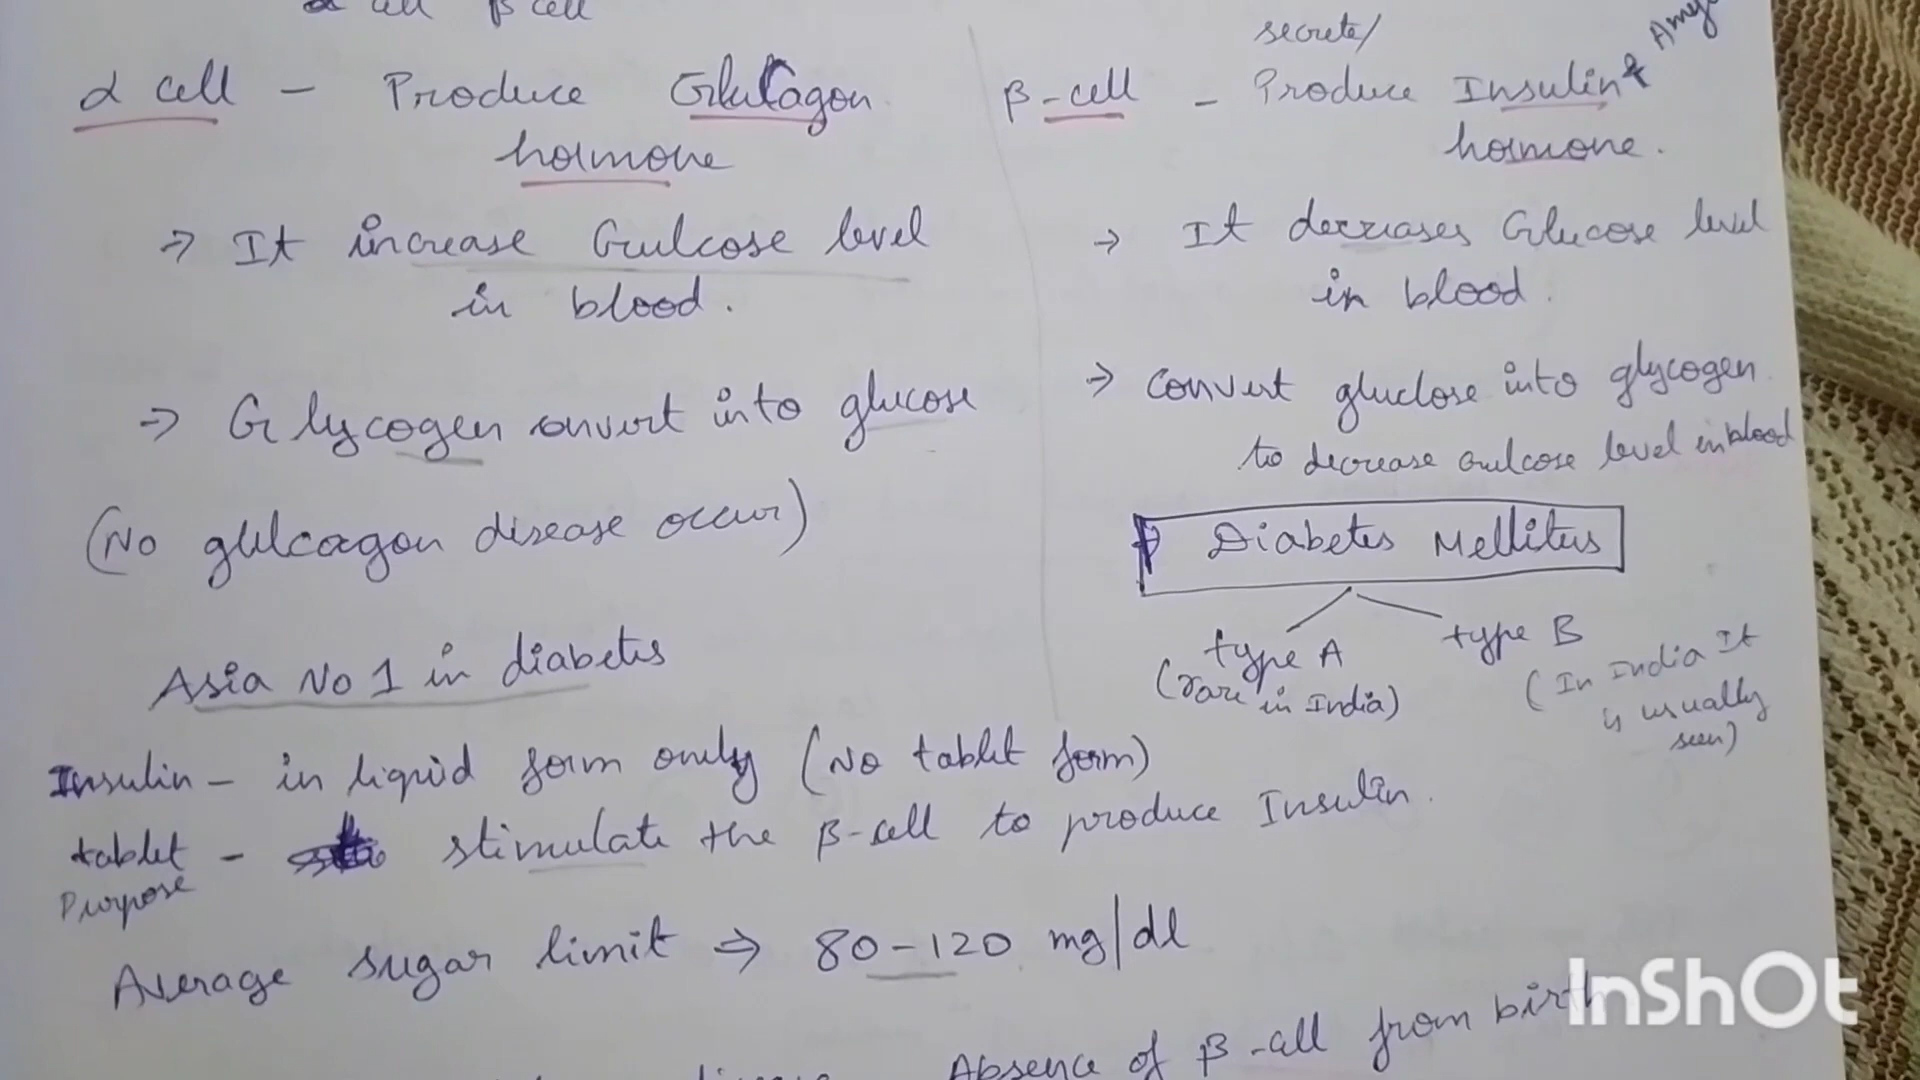 α cell β cell
α cell - Produce Glucagon
hormone
⇒ It increase Gulcose level
in blood.
⇒ Glycogen convert into glucose
(No glulcagon disease occur)
secrete/
β-cell - Produce Insulin &
hormone.
→ It decreases Glucose level
in blood.
⇒ convert gluclose into glycogen
to decrease Gulcose level in blood
Diabetes Mellitus
type A type B
(rare in India)
(In India It
is usually
seen)
Asia No 1 in diabetes
Insulin - in liquid form only (No tablet form)
tablet - stimulate the β-cell to produce Insulin.
Purpose
Average sugar limit ⇒ 80-120 mg/dl
Absence of β-cell from birth
InShOt